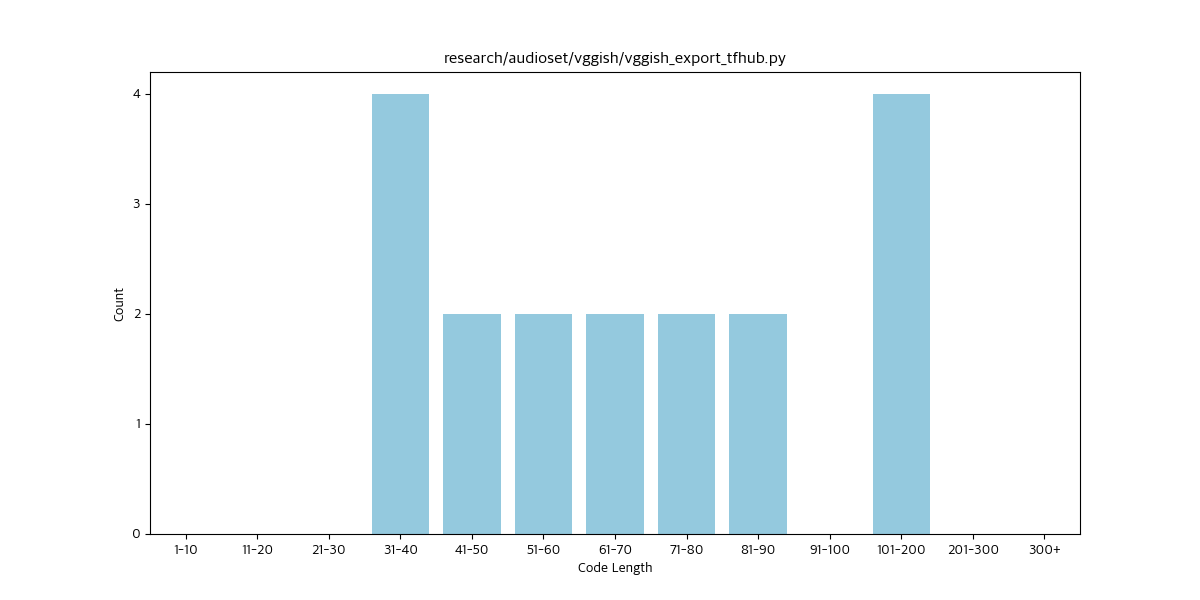 research/audioset/vggish/vggish_export_tfhub.py
4
3
2
1
0
Count
1-10 11-20 21-30 31-40 41-50 51-60 61-70 71-80 81-90 91-100 101-200 201-300 300+
Code Length